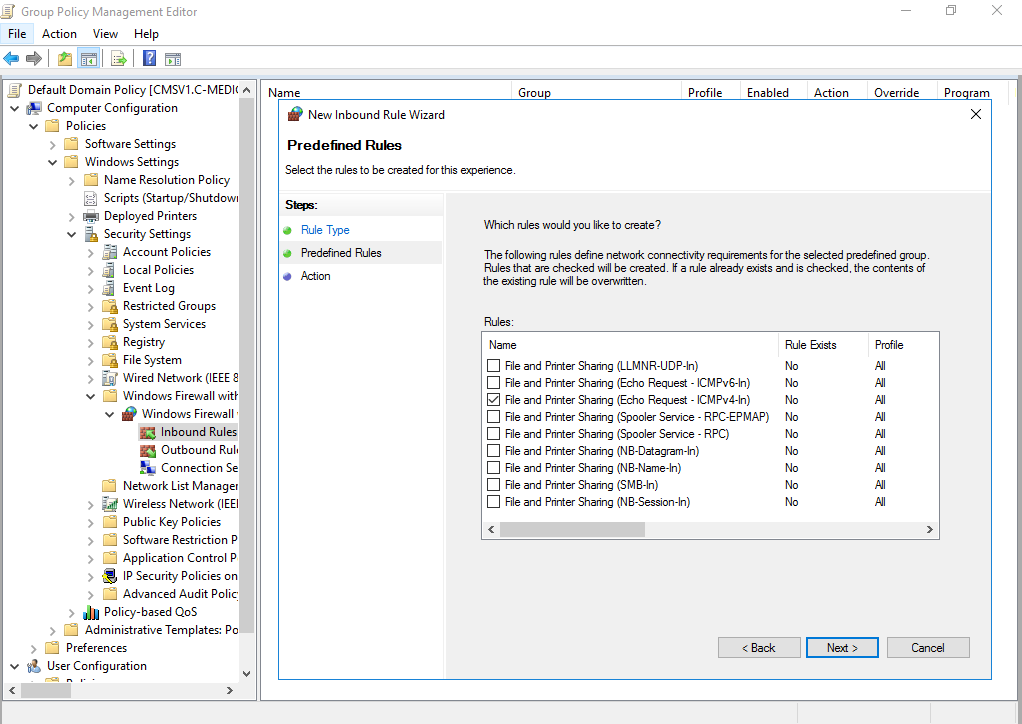 Group Policy Management Editor
File Action View Help
Default Domain Policy [CMSV1.C-MEDIC
Computer Configuration
Policies
Software Settings
Windows Settings
Name Resolution Policy
Scripts (Startup/Shutdown
Deployed Printers
Security Settings
Account Policies
Local Policies
Event Log
Restricted Groups
System Services
Registry
File System
Wired Network (IEEE 8
Windows Firewall with
Windows Firewall
Inbound Rules
Outbound Rule
Connection Se
Network List Manager
Wireless Network (IEEE
Public Key Policies
Software Restriction P
Application Control P
IP Security Policies on
Advanced Audit Policy
Policy-based QoS
Administrative Templates: Po
Preferences
User Configuration
Name Group Profile Enabled Action Override Program
New Inbound Rule Wizard
Predefined Rules
Select the rules to be created for this experience.
Steps:
Rule Type
Predefined Rules
Action
Which rules would you like to create?
The following rules define network connectivity requirements for the selected predefined group.
Rules that are checked will be created. If a rule already exists and is checked, the contents of
the existing rule will be overwritten.
Rules:
Name Rule Exists Profile
File and Printer Sharing (LLMNR-UDP-In) No All
File and Printer Sharing (Echo Request - ICMPv6-In) No All
File and Printer Sharing (Echo Request - ICMPv4-In) No All
File and Printer Sharing (Spooler Service - RPC-EPMAP) No All
File and Printer Sharing (Spooler Service - RPC) No All
File and Printer Sharing (NB-Datagram-In) No All
File and Printer Sharing (NB-Name-In) No All
File and Printer Sharing (SMB-In) No All
File and Printer Sharing (NB-Session-In) No All
< Back Next > Cancel